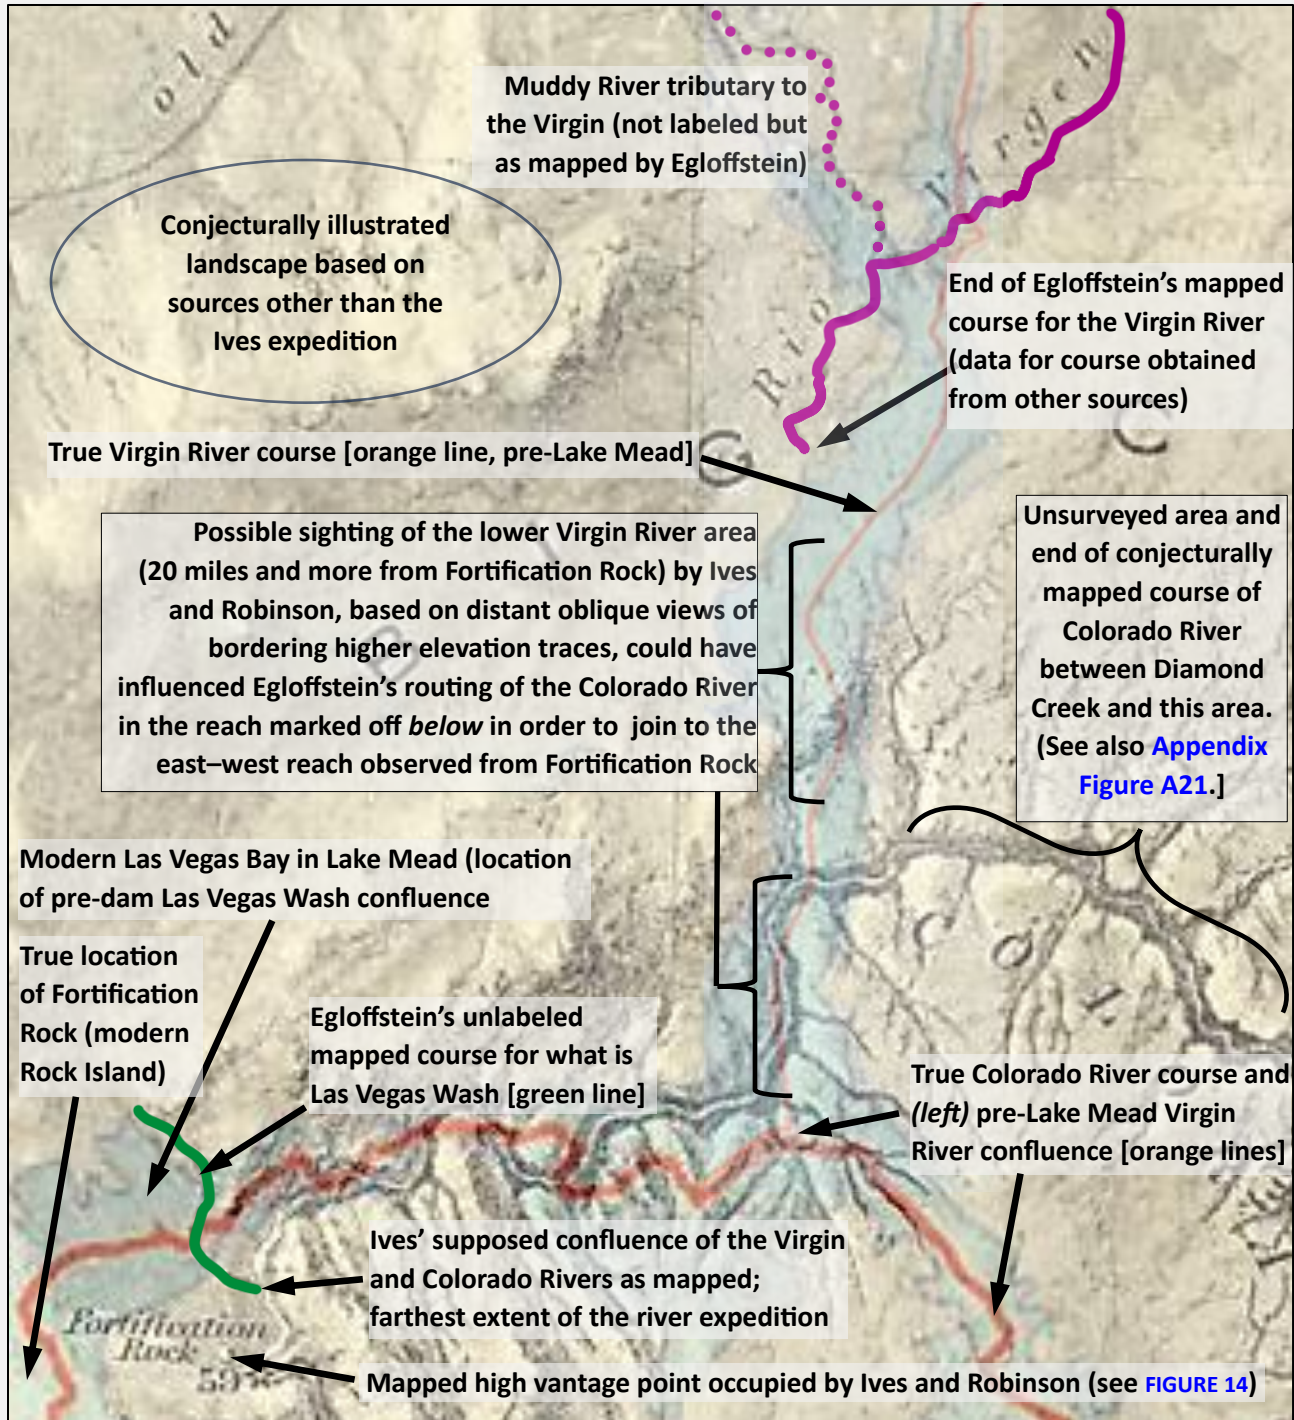 old
Muddy River tributary to
the Virgin (not labeled but
as mapped by Egloffstein)
Virgen
Conjecturally illustrated
landscape based on
sources other than the
Ives expedition
End of Egloffstein’s mapped
course for the Virgin River
(data for course obtained
from other sources)
Rio
G
C
True Virgin River course [orange line, pre-Lake Mead]
Possible sighting of the lower Virgin River area
(20 miles and more from Fortification Rock) by Ives
and Robinson, based on distant oblique views of
bordering higher elevation traces, could have
influenced Egloffstein’s routing of the Colorado River
in the reach marked off below in order to  join to the
east–west reach observed from Fortification Rock
I
B
Unsurveyed area and
end of conjecturally
mapped course of
Colorado River
between Diamond
Creek and this area.
(See also Appendix
Figure A21.]
Modern Las Vegas Bay in Lake Mead (location
of pre-dam Las Vegas Wash confluence
C O L
True location
of Fortification
Rock (modern
Rock Island)
Egloffstein’s unlabeled
mapped course for what is
Las Vegas Wash [green line]
True Colorado River course and
(left) pre-Lake Mead Virgin
River confluence [orange lines]
Ives’ supposed confluence of the Virgin
and Colorado Rivers as mapped;
farthest extent of the river expedition
Fortification
Rock
Mapped high vantage point occupied by Ives and Robinson (see FIGURE 14)